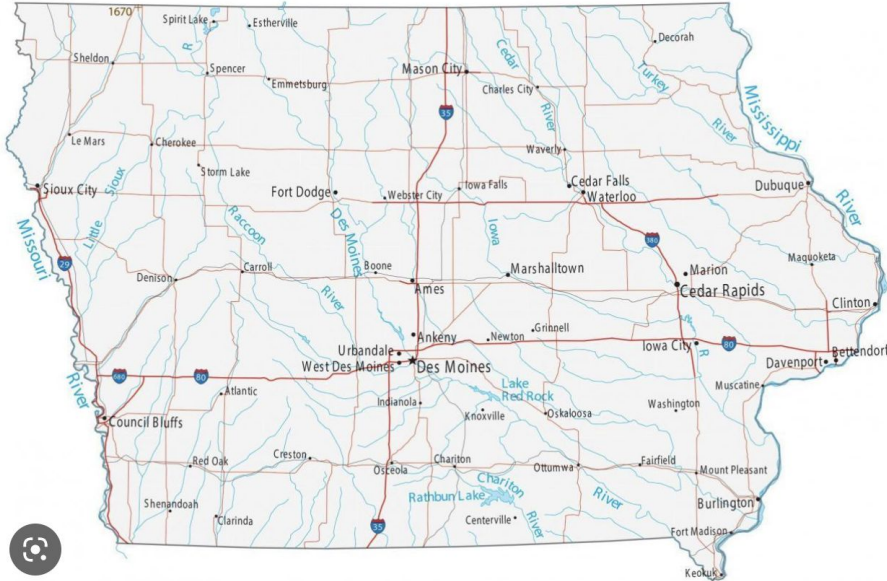 1670
Spirit Lake
Estherville
R
Decorah
Sheldon
Spencer
Emmetsburg
Mason City
Cedar
River
Charles City
Turkey
River
Mississippi
River
35
Le Mars
Cherokee
Waverly
Storm Lake
Sioux City
Little Sioux
Fort Dodge
Webster City
Iowa Falls
Cedar Falls
Waterloo
Dubuque
Missouri
River
29
Raccoon
River
Des Moines
Iowa
R
380
Maquoketa
Denison
Carroll
Boone
Ames
Marshalltown
Marion
Cedar Rapids
Clinton
Ankeny
Newton
Grinnell
Urbandale
West Des Moines
Des Moines
Iowa City
80
Bettendorf
Davenport
680
80
Atlantic
Lake
Red Rock
Muscatine
Council Bluffs
Indianola
Knoxville
Oskaloosa
Washington
Red Oak
Creston
Osceola
Chariton
Ottumwa
Fairfield
Mount Pleasant
Chariton
River
Rathbun Lake
River
Shenandoah
Clarinda
35
Centerville
Burlington
Fort Madison
Keokuk